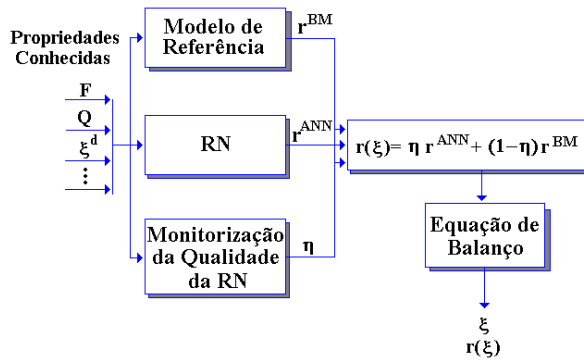 Propriedades
Conhecidas
F
Q
ξ^d
⋮
Modelo de
Referência
r^BM
RN
r^ANN
Monitorização
da Qualidade
da RN
η
r(ξ)= η r^ANN + (1−η) r^BM
Equação de
Balanço
ξ
r(ξ)